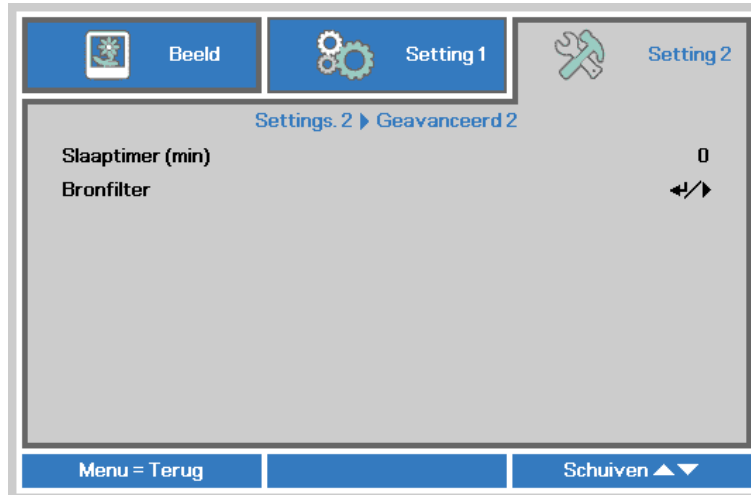 Beeld Setting 1 Setting 2
Settings. 2 Geavanceerd 2
Slaaptimer (min) 0
Bronfilter
Menu = Terug Schuiven